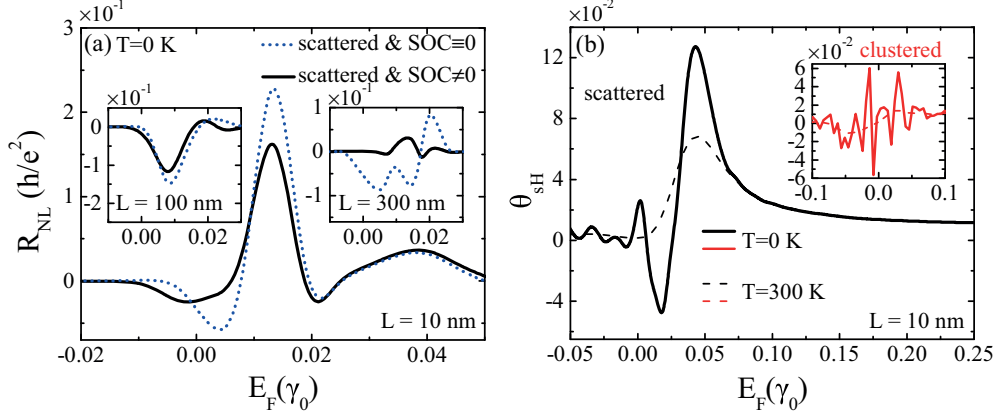 ×10⁻¹
3
2
1
0
(a) T=0 K
scattered & SOC≡0
scattered & SOC≠0
×10⁻¹
0
-1
-2
0.00 0.02
L = 100 nm
×10⁻¹
1
0
-1
0.00 0.02
L = 300 nm
L = 10 nm
R_NL (h/e²)
-0.02 0.00 0.02 0.04
E_F(γ₀)
×10⁻²
12
8
4
0
-4
(b)
scattered
×10⁻²
clustered
6
4
2
0
-2
-4
-6
-0.1 0.0 0.1
T=0 K
T=300 K
L = 10 nm
θ_sH
-0.05 0.00 0.05 0.10 0.15 0.20 0.25
E_F(γ₀)